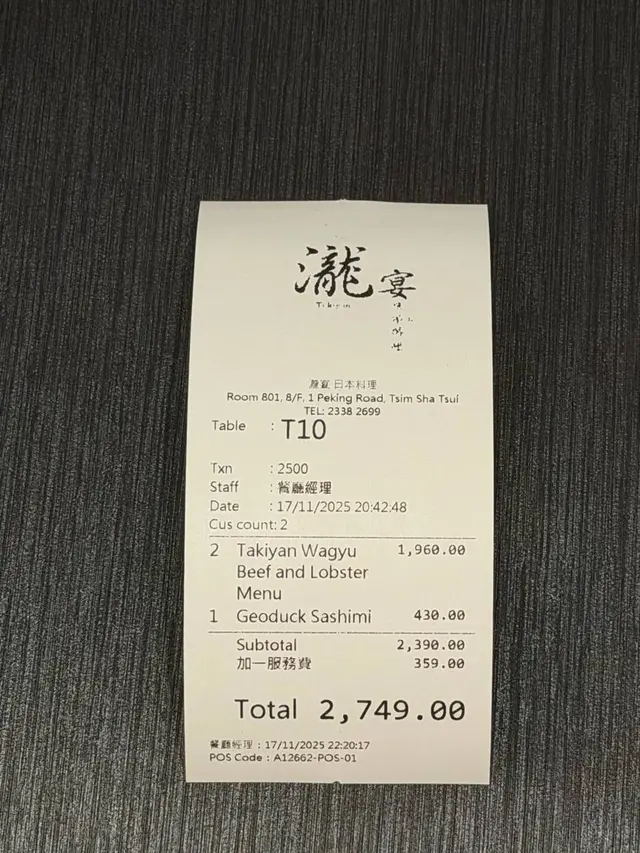 瀧宴
Takiyan
瀧宴 日本料理
Room 801, 8/F, 1 Peking Road, Tsim Sha Tsui
TEL: 2338 2699
Table : T10
Txn : 2500
Staff : 餐廳經理
Date : 17/11/2025 20:42:48
Cus count: 2
2 Takiyan Wagyu 1,960.00
Beef and Lobster
Menu
1 Geoduck Sashimi 430.00
Subtotal 2,390.00
加一服務費 359.00
Total 2,749.00
餐廳經理 : 17/11/2025 22:20:17
POS Code : A12662-POS-01